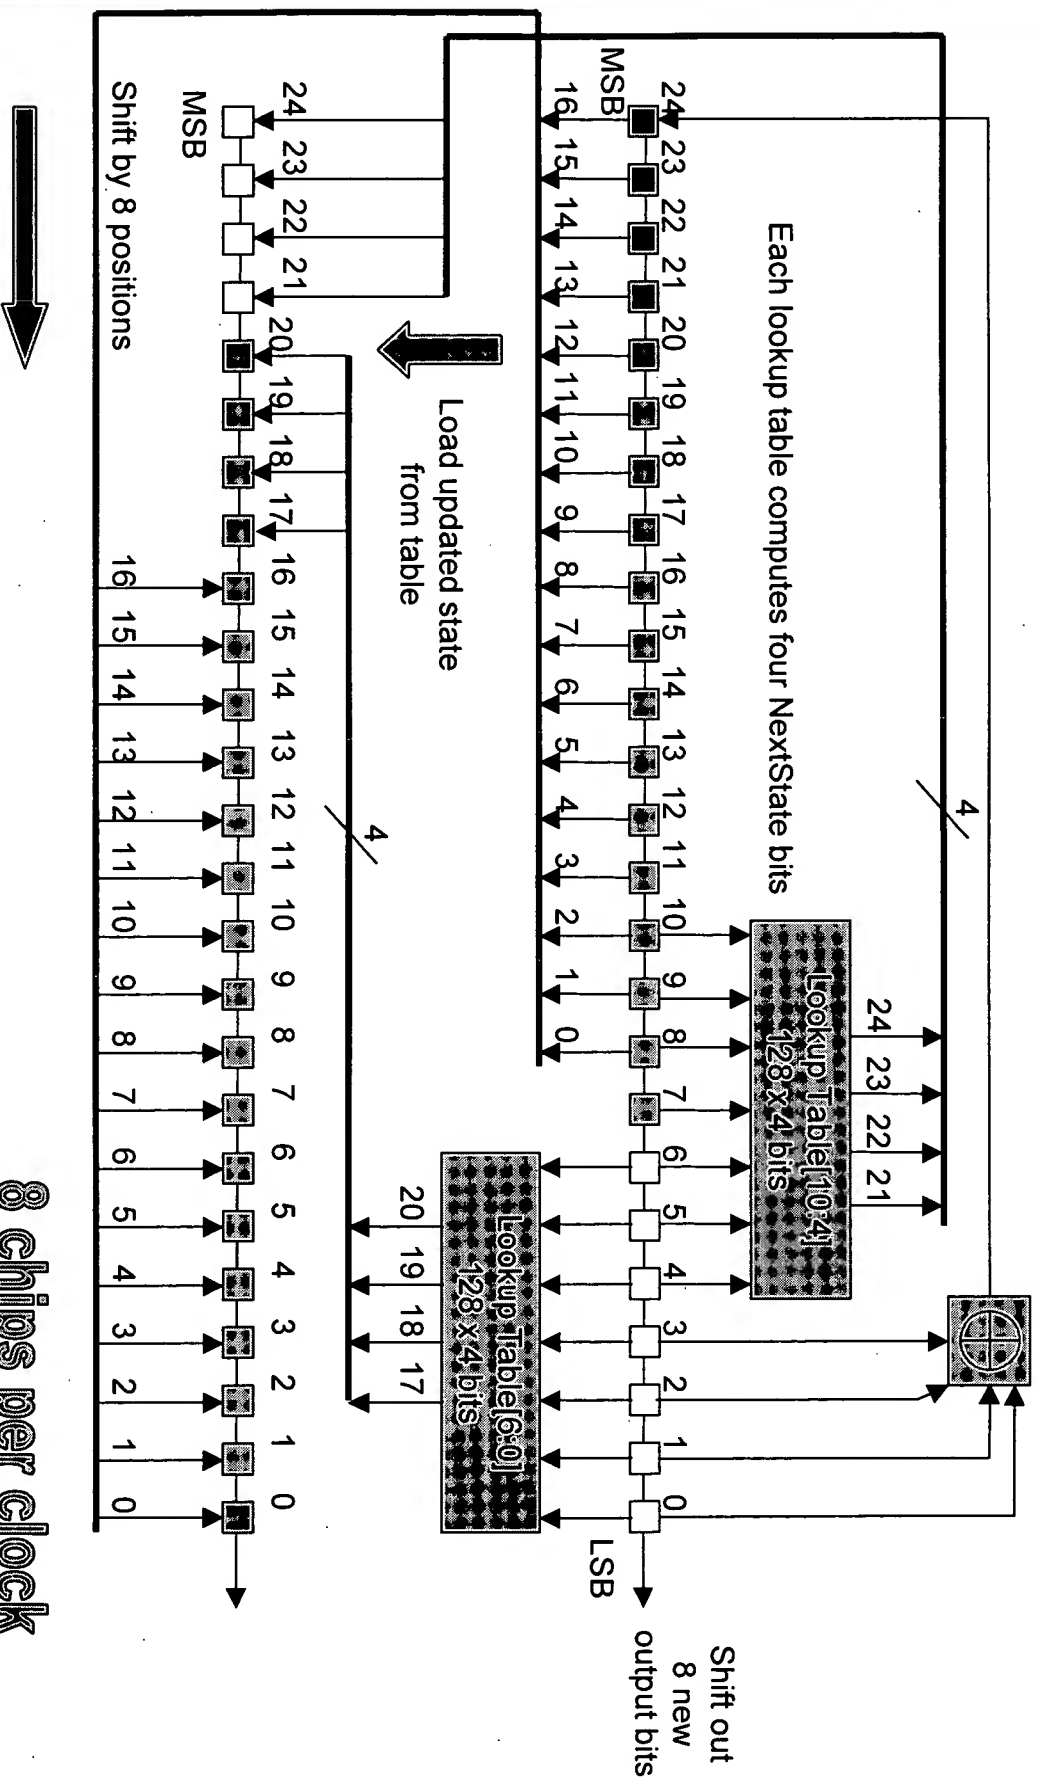 4
24 23 22 21
Lookup Table[10:4]
128 x 4 bits
Each lookup table computes four NextState bits
Shift out
8 new
output bits
24 23 22 21 20 19 18 17 16 15 14 13 12 11 10 9 8 7 6 5 4 3 2 1 0
MSB
LSB
16 15 14 13 12 11 10 9 8 7 6 5 4 3 2 1 0
Lookup Table[6:0]
128 x 4 bits
Load updated state
from table
20 19 18 17
4
24 23 22 21 20 19 18 17 16 15 14 13 12 11 10 9 8 7 6 5 4 3 2 1 0
MSB
Shift by 8 positions
16 15 14 13 12 11 10 9 8 7 6 5 4 3 2 1 0
8 chips per clock